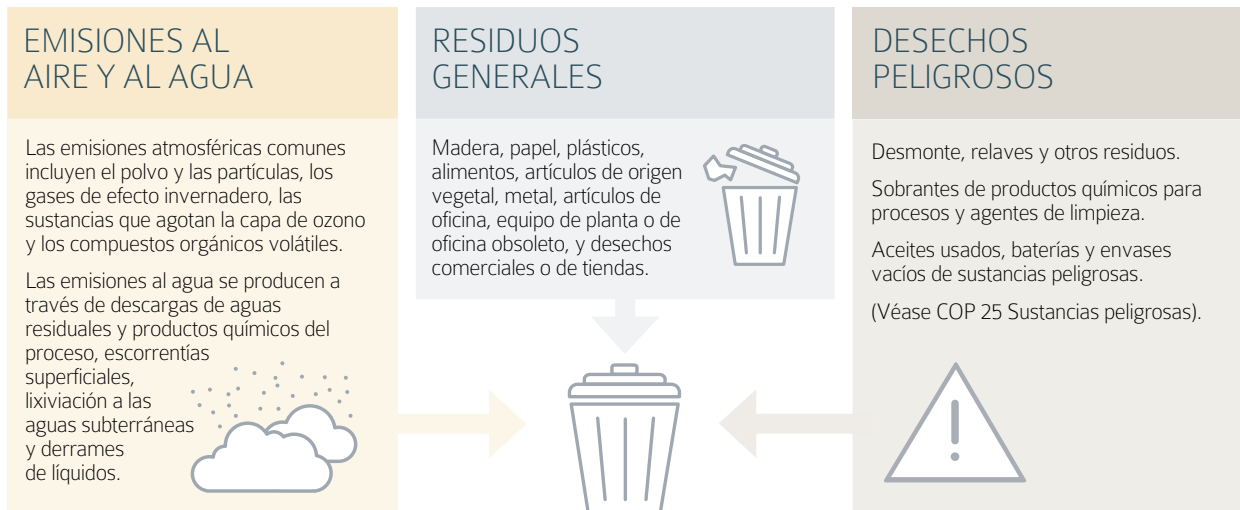 EMISIONES AL
AIRE Y AL AGUA
Las emisiones atmosféricas comunes
incluyen el polvo y las partículas, los
gases de efecto invernadero, las
sustancias que agotan la capa de ozono
y los compuestos orgánicos volátiles.
Las emisiones al agua se producen a
través de descargas de aguas
residuales y productos químicos del
proceso, escorrentías
superficiales,
lixiviación a las
aguas subterráneas
y derrames
de líquidos.
RESIDUOS
GENERALES
Madera, papel, plásticos,
alimentos, artículos de origen
vegetal, metal, artículos de
oficina, equipo de planta o de
oficina obsoleto, y desechos
comerciales o de tiendas.
DESECHOS
PELIGROSOS
Desmonte, relaves y otros residuos.
Sobrantes de productos químicos para
procesos y agentes de limpieza.
Aceites usados, baterías y envases
vacíos de sustancias peligrosas.
(Véase COP 25 Sustancias peligrosas).